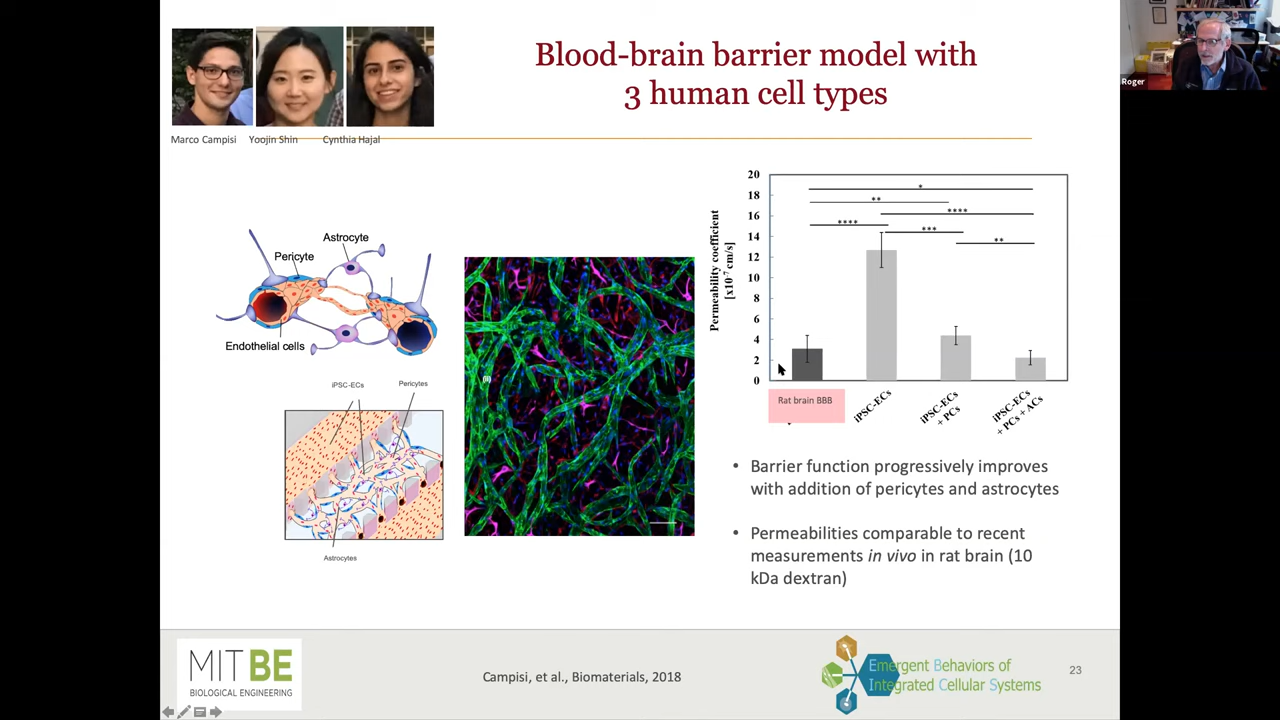 Blood-brain barrier model with
3 human cell types
Roger
Marco Campisi Yoojin Shin Cynthia Hajal
Astrocyte
Pericyte
Endothelial cells
iPSC-ECs Pericytes
Astrocytes
(ii)
Permeability coefficient
[x10⁻⁷ cm/s]
20
18
16
14
12
10
8
6
4
2
0
*
**
****
****
***
**
Rat brain BBB
iPSC-ECs
iPSC-ECs
+ PCs
iPSC-ECs
+ PCs + ACs
• Barrier function progressively improves
with addition of pericytes and astrocytes
• Permeabilities comparable to recent
measurements in vivo in rat brain (10
kDa dextran)
MIT BE
BIOLOGICAL ENGINEERING
Campisi, et al., Biomaterials, 2018
Emergent Behaviors of
Integrated Cellular Systems
23